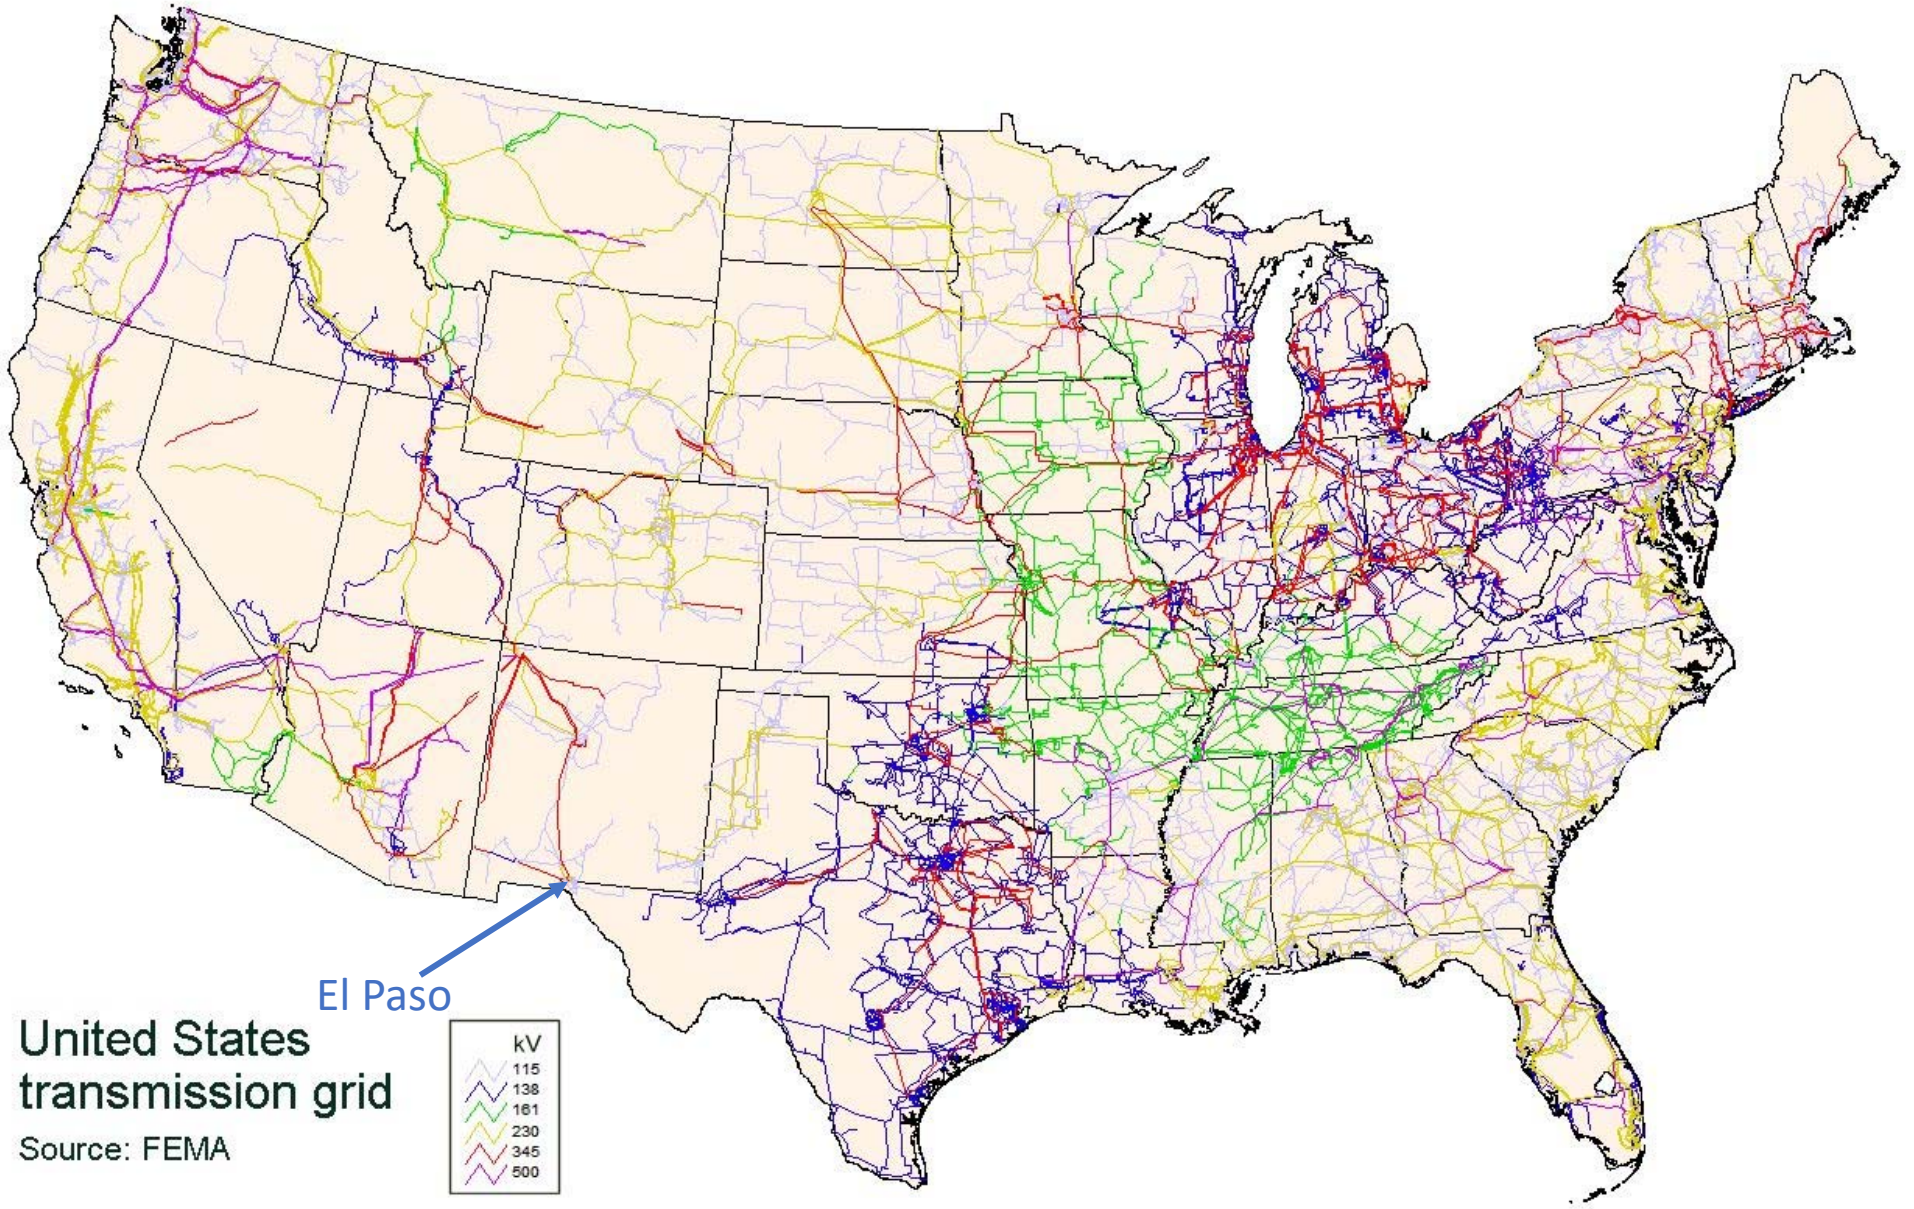 El Paso
United States
transmission grid
Source: FEMA
kV
115
138
161
230
345
500